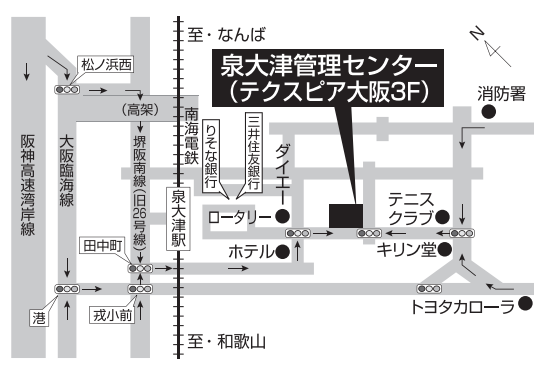 至・なんば
N
松ノ浜西
泉大津管理センター
（テクスピア大阪3F）
消防署
（高架）
南海電鉄
りそな銀行
三井住友銀行
ダイエー
阪神高速湾岸線
大阪臨海線
堺阪南線（旧26号線）
泉大津駅
ロータリー
テニス
クラブ
田中町
ホテル
キリン堂
港
戎小前
トヨタカローラ
至・和歌山